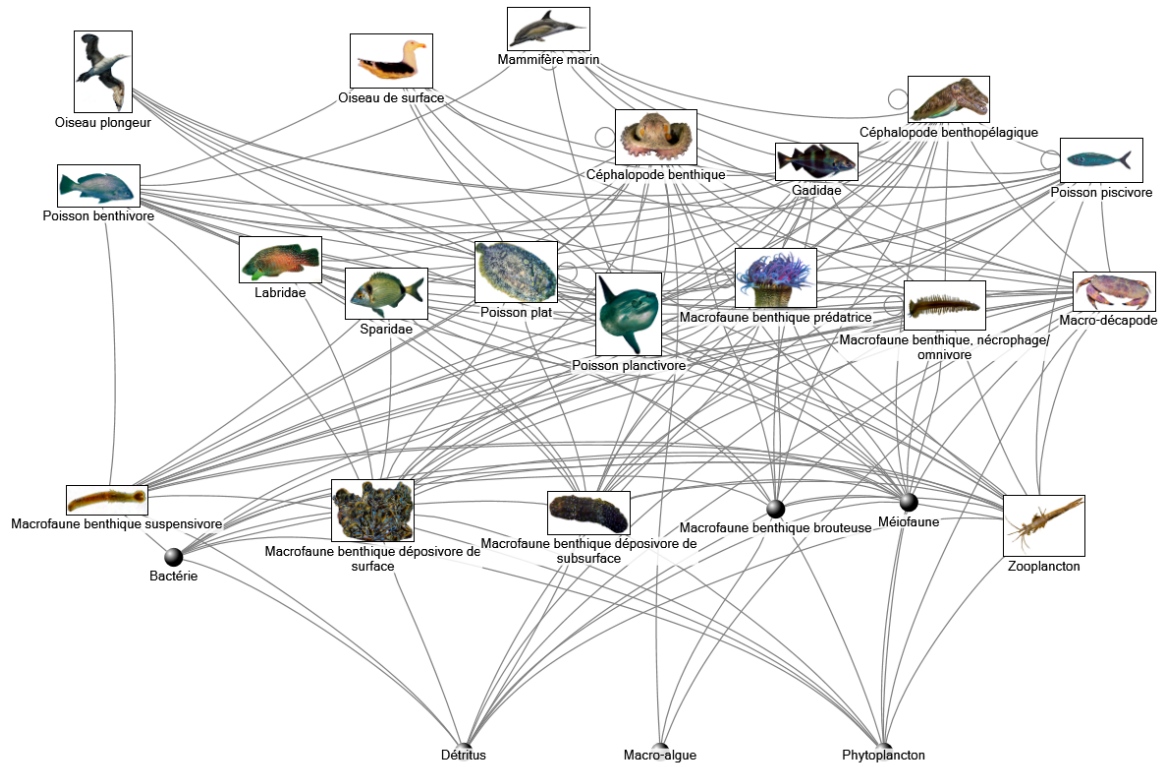 Mammifère marin
Oiseau de surface
Oiseau plongeur
Céphalopode benthopélagique
Céphalopode benthique
Gadidae
Poisson piscivore
Poisson benthivore
Labridae
Sparidae
Poisson plat
Poisson planctivore
Macrofaune benthique prédatrice
Macrofaune benthique, nécrophage/
omnivore
Macro-décapode
Macrofaune benthique suspensivore
Bactérie
Macrofaune benthique déposivore de
surface
Macrofaune benthique déposivore de
subsurface
Macrofaune benthique brouteuse
Méiofaune
Zooplancton
Détritus
Macro-algue
Phytoplancton